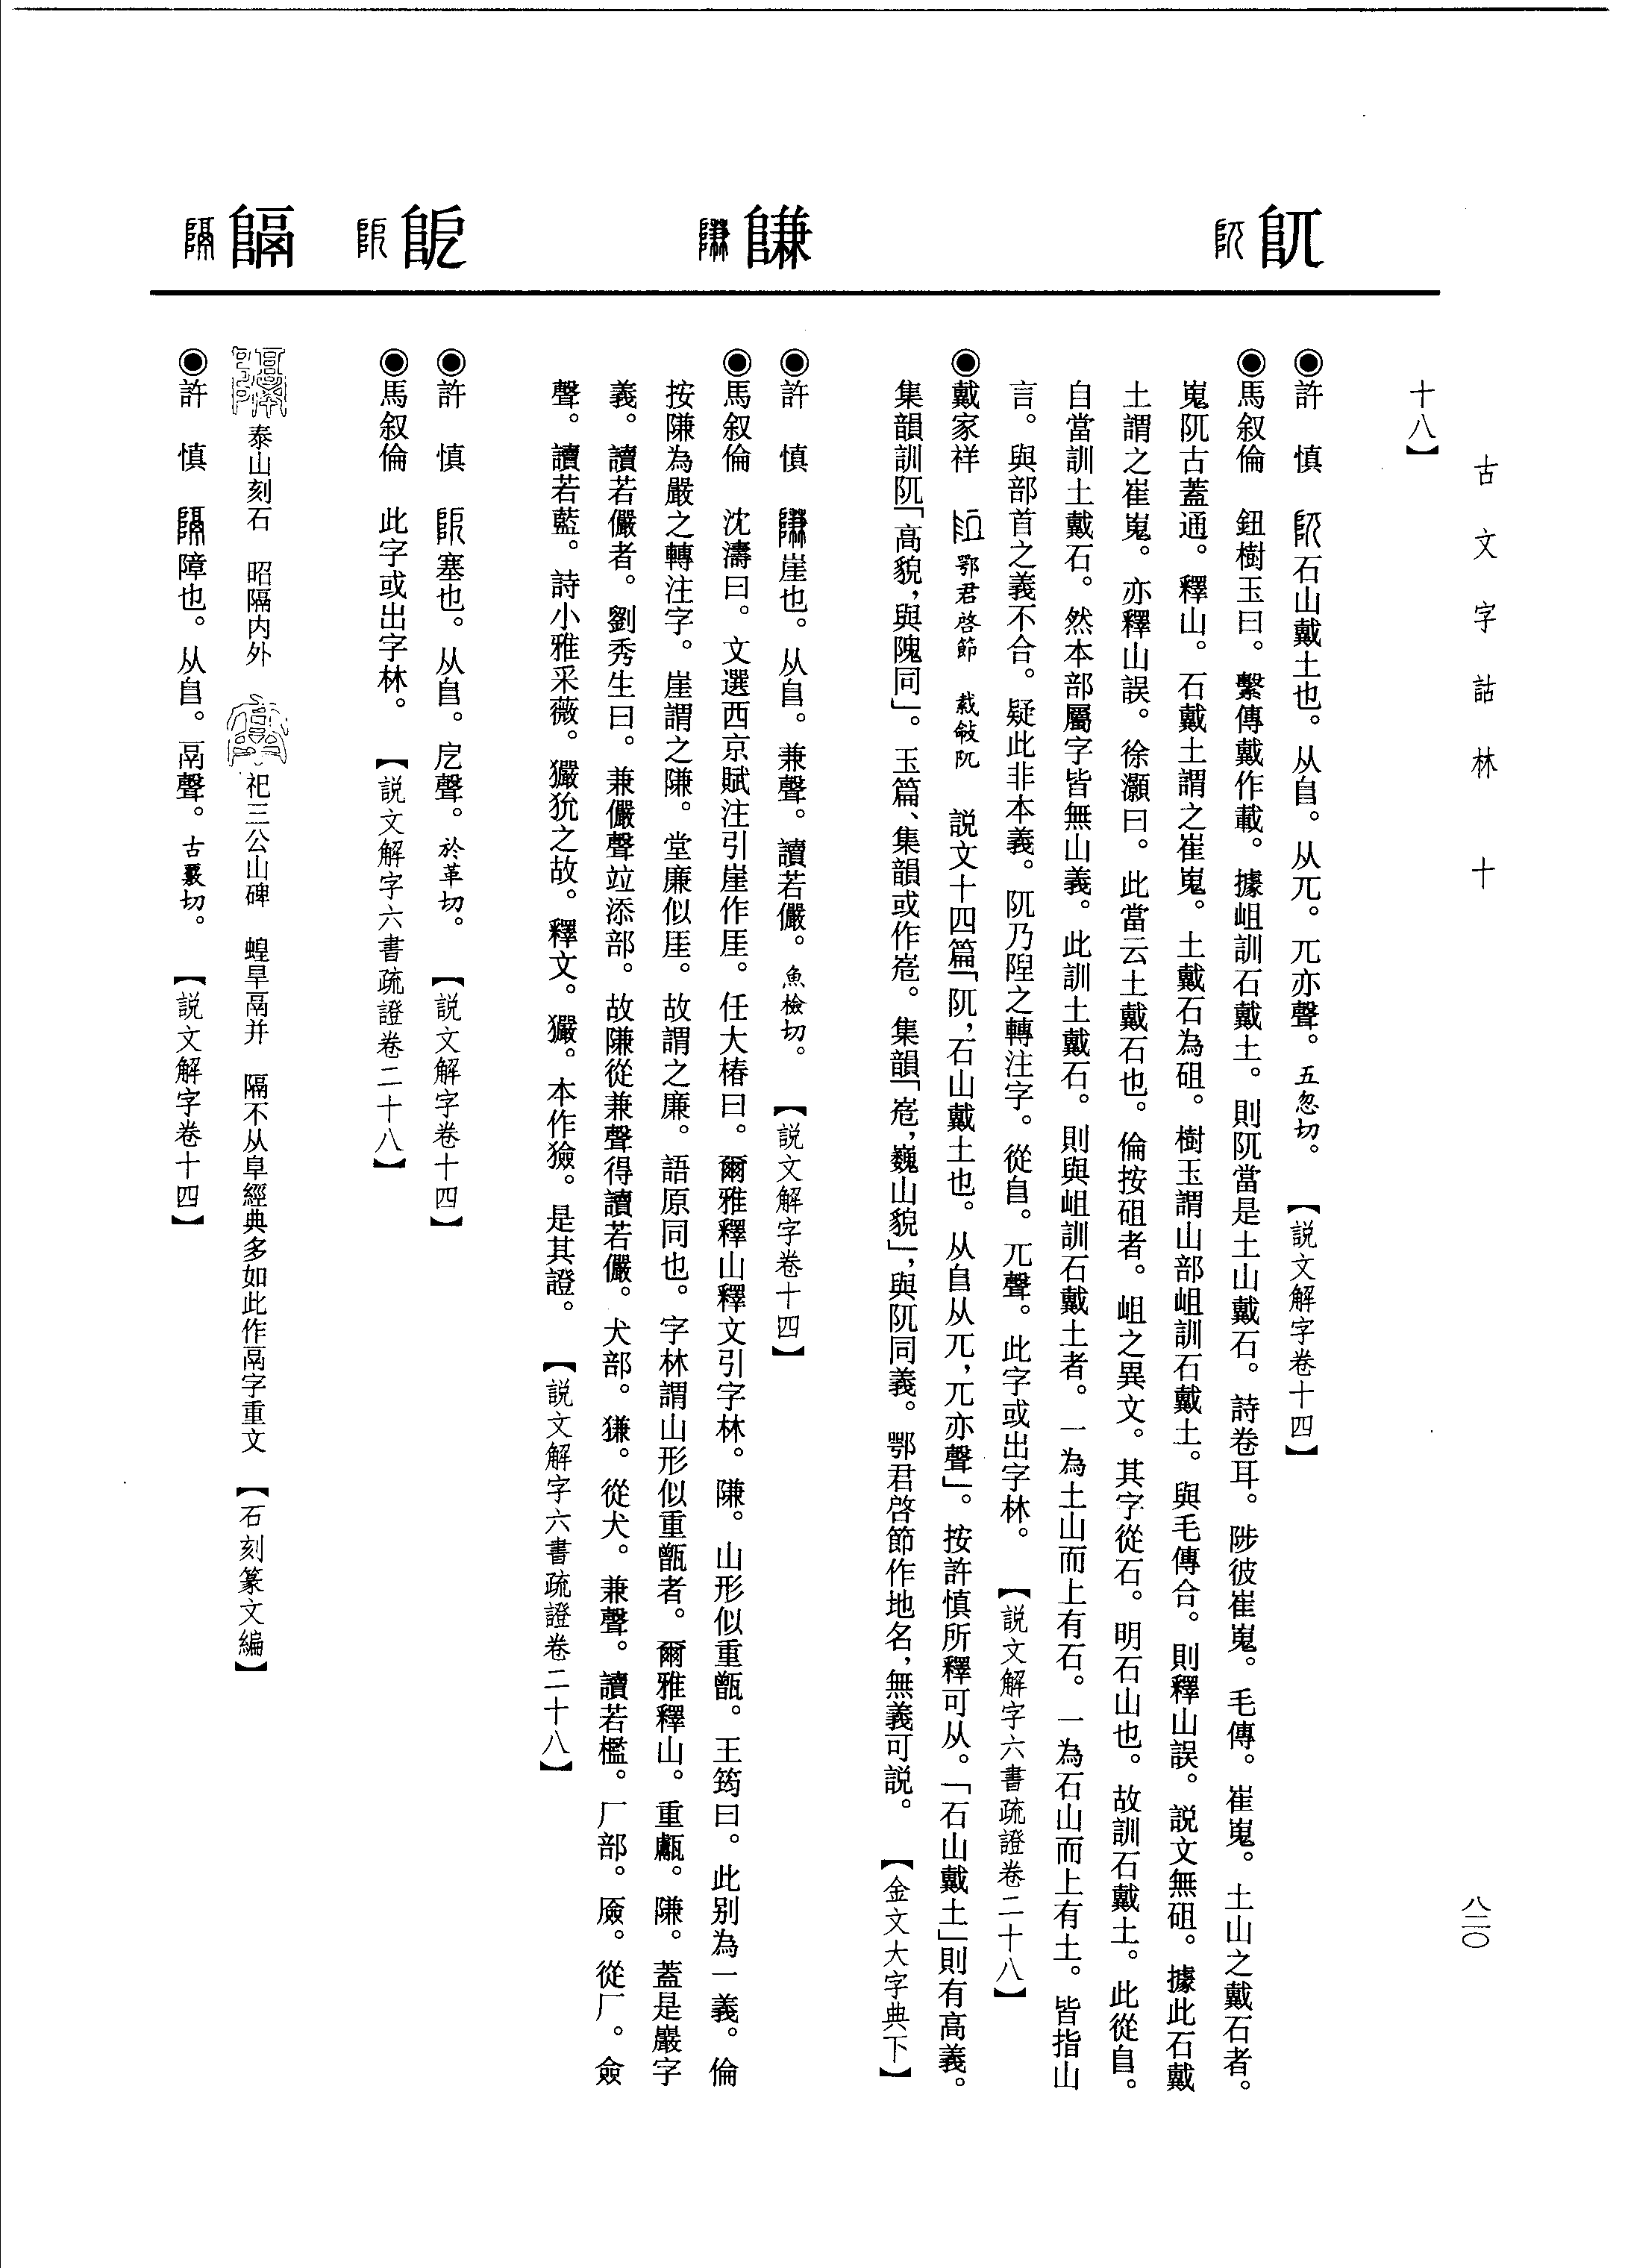 古文字詁林 十
八三〇
十八】
阢
◉許 慎 石山戴土也。从𨸏。从兀。兀亦聲。五忽切。【説文解字卷十四】
◉馬叙倫 鈕樹玉曰。繫傳戴作載。據岨訓石戴土。則阢當是土山戴石。詩卷耳。陟彼崔嵬。毛傳。崔嵬。土山之戴石者。
嵬阢古蓋通。釋山。石戴土謂之崔嵬。土戴石為砠。樹玉謂山部岨訓石戴土。與毛傳合。則釋山誤。説文無砠。據此石戴
土謂之崔嵬。亦釋山誤。徐灝曰。此當云土戴石也。倫按砠者。岨之異文。其字從石。明石山也。故訓石戴土。此從𨸏。
自當訓土戴石。然本部屬字皆無山義。此訓土戴石。則與岨訓石戴土者。一為土山而上有石。一為石山而上有土。皆指山
言。與部首之義不合。疑此非本義。阢乃隉之轉注字。從𨸏。兀聲。此字或出字林。【説文解字六書疏證卷二十八】
◉戴家祥 鄂君啓節 𢧵𢼸阢 説文十四篇「阢，石山戴土也。从𨸏从兀，兀亦聲」。按許慎所釋可从。「石山戴土」則有高義。
集韻訓阢「高貌，與隗同」。玉篇、集韻或作峞。集韻「峞，巍山貌」，與阢同義。鄂君啓節作地名，無義可説。【金文大字典下】
隒
◉許 慎 崖也。从𨸏。兼聲。讀若儼。魚檢切。【説文解字卷十四】
◉馬叙倫 沈濤曰。文選西京賦注引崖作厓。任大椿曰。爾雅釋山釋文引字林。隒。山形似重甑。王筠曰。此别為一義。倫
按隒為嚴之轉注字。崖謂之隒。堂廉似厓。故謂之廉。語原同也。字林謂山形似重甑者。爾雅釋山。重甗。隒。蓋是巖字
義。讀若儼者。劉秀生曰。兼儼聲竝添部。故隒從兼聲得讀若儼。犬部。㺌。從犬。兼聲。讀若檻。厂部。㕒。從厂。僉
聲。讀若藍。詩小雅采薇。玁狁之故。釋文。玁。本作獫。是其證。【説文解字六書疏證卷二十八】
阸
◉許 慎 塞也。从𨸏。戹聲。於革切。【説文解字卷十四】
◉馬叙倫 此字或出字林。【説文解字六書疏證卷二十八】
隔
泰山刻石 昭隔内外 祀三公山碑 蝗旱鬲并 隔不从阜經典多如此作鬲字重文 【石刻篆文編】
◉許 慎 障也。从𨸏。鬲聲。古覈切。【説文解字卷十四】